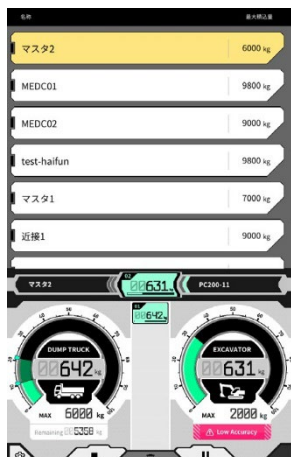 名称 最大積込量
マスタ2 6000 kg
MEDC01 9800 kg
MEDC02 9000 kg
test-haifun 9800 kg
マスタ1 7000 kg
近接1 9000 kg
02
マスタ2 00631 PC200-11
01
00642
DUMP TRUCK EXCAVATOR
00642 kg 00631 kg
MAX 6000 kg MAX 2000 kg
Remaining 005358 kg Low Accuracy